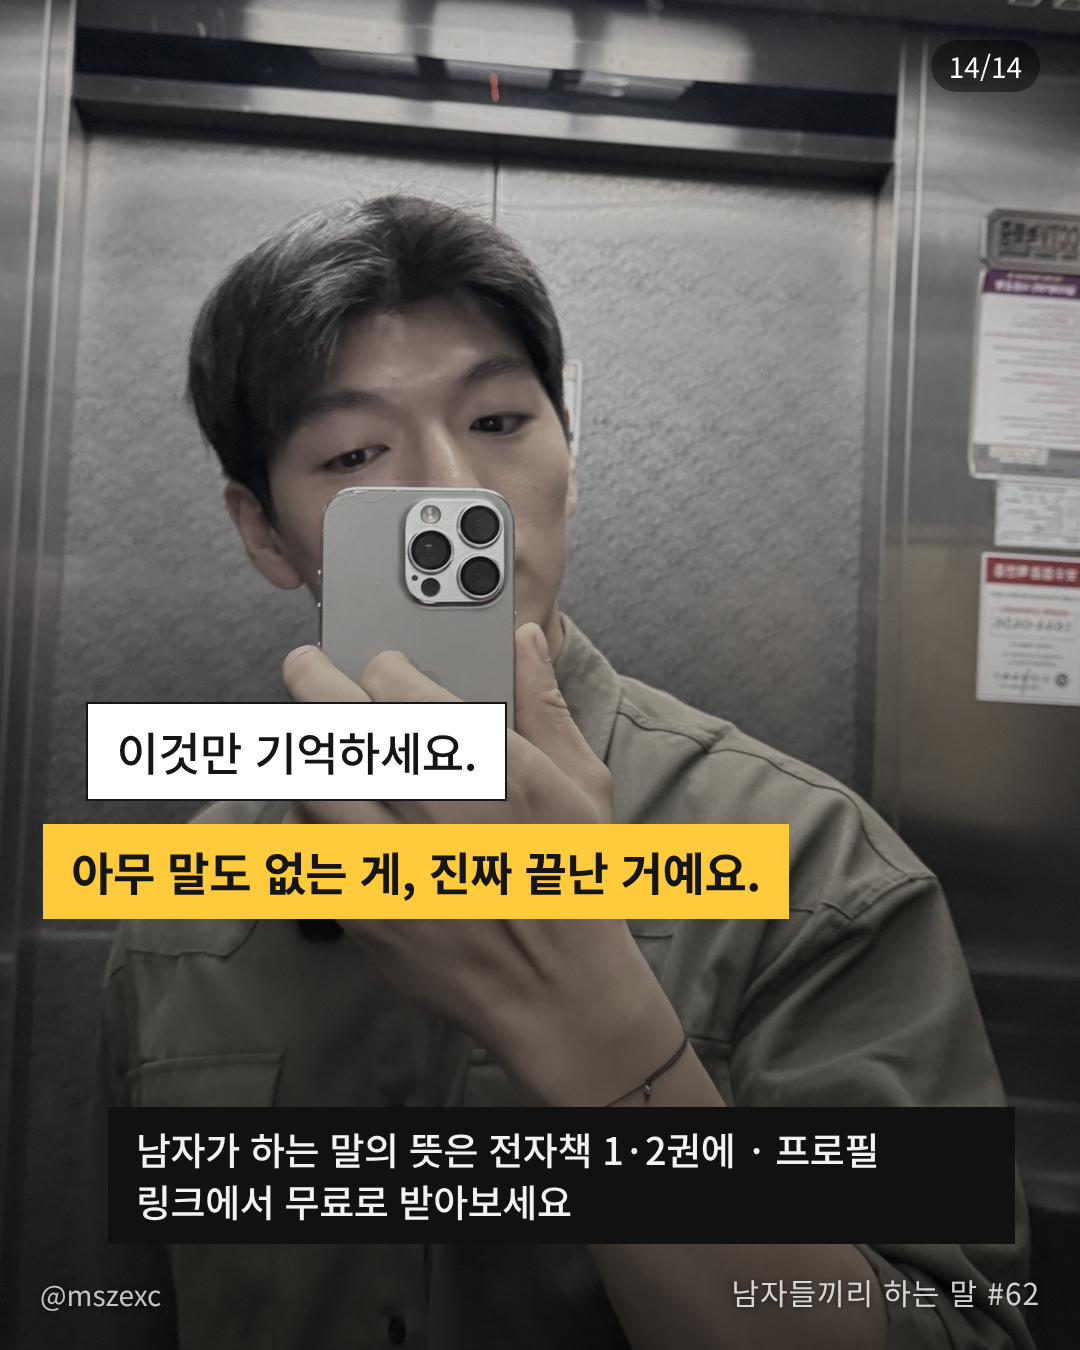 14/14
이것만 기억하세요.
아무 말도 없는 게, 진짜 끝난 거예요.
남자가 하는 말의 뜻은 전자책 1·2권에 · 프로필
링크에서 무료로 받아보세요
@mszexc
남자들끼리 하는 말 #62